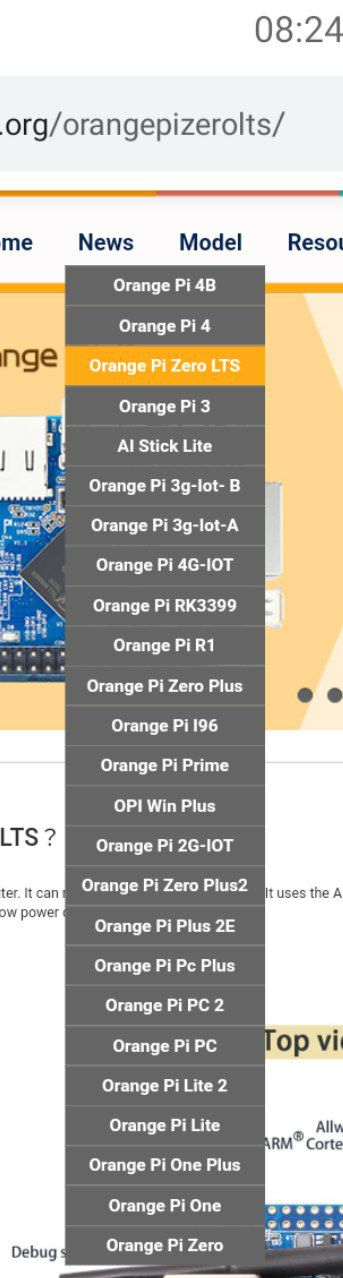 08:24
.org/orangepizerolts/
ome News Model Resou
Orange Pi 4B
Orange Pi 4
ange
Orange Pi Zero LTS
Orange Pi 3
AI Stick Lite
Orange Pi 3g-Iot- B
Orange Pi 3g-Iot-A
Orange Pi 4G-IOT
Orange Pi RK3399
Orange Pi R1
Orange Pi Zero Plus
Orange Pi I96
Orange Pi Prime
OPI Win Plus
LTS ?
Orange Pi 2G-IOT
Orange Pi Zero Plus2
ter. It can It uses the A
ow power
Orange Pi Plus 2E
Orange Pi Pc Plus
Orange Pi PC 2
Orange Pi PC
Top vi
Orange Pi Lite 2
Orange Pi Lite
Allw
ARM® Corte
Orange Pi One Plus
Orange Pi One
Orange Pi Zero
Debug s